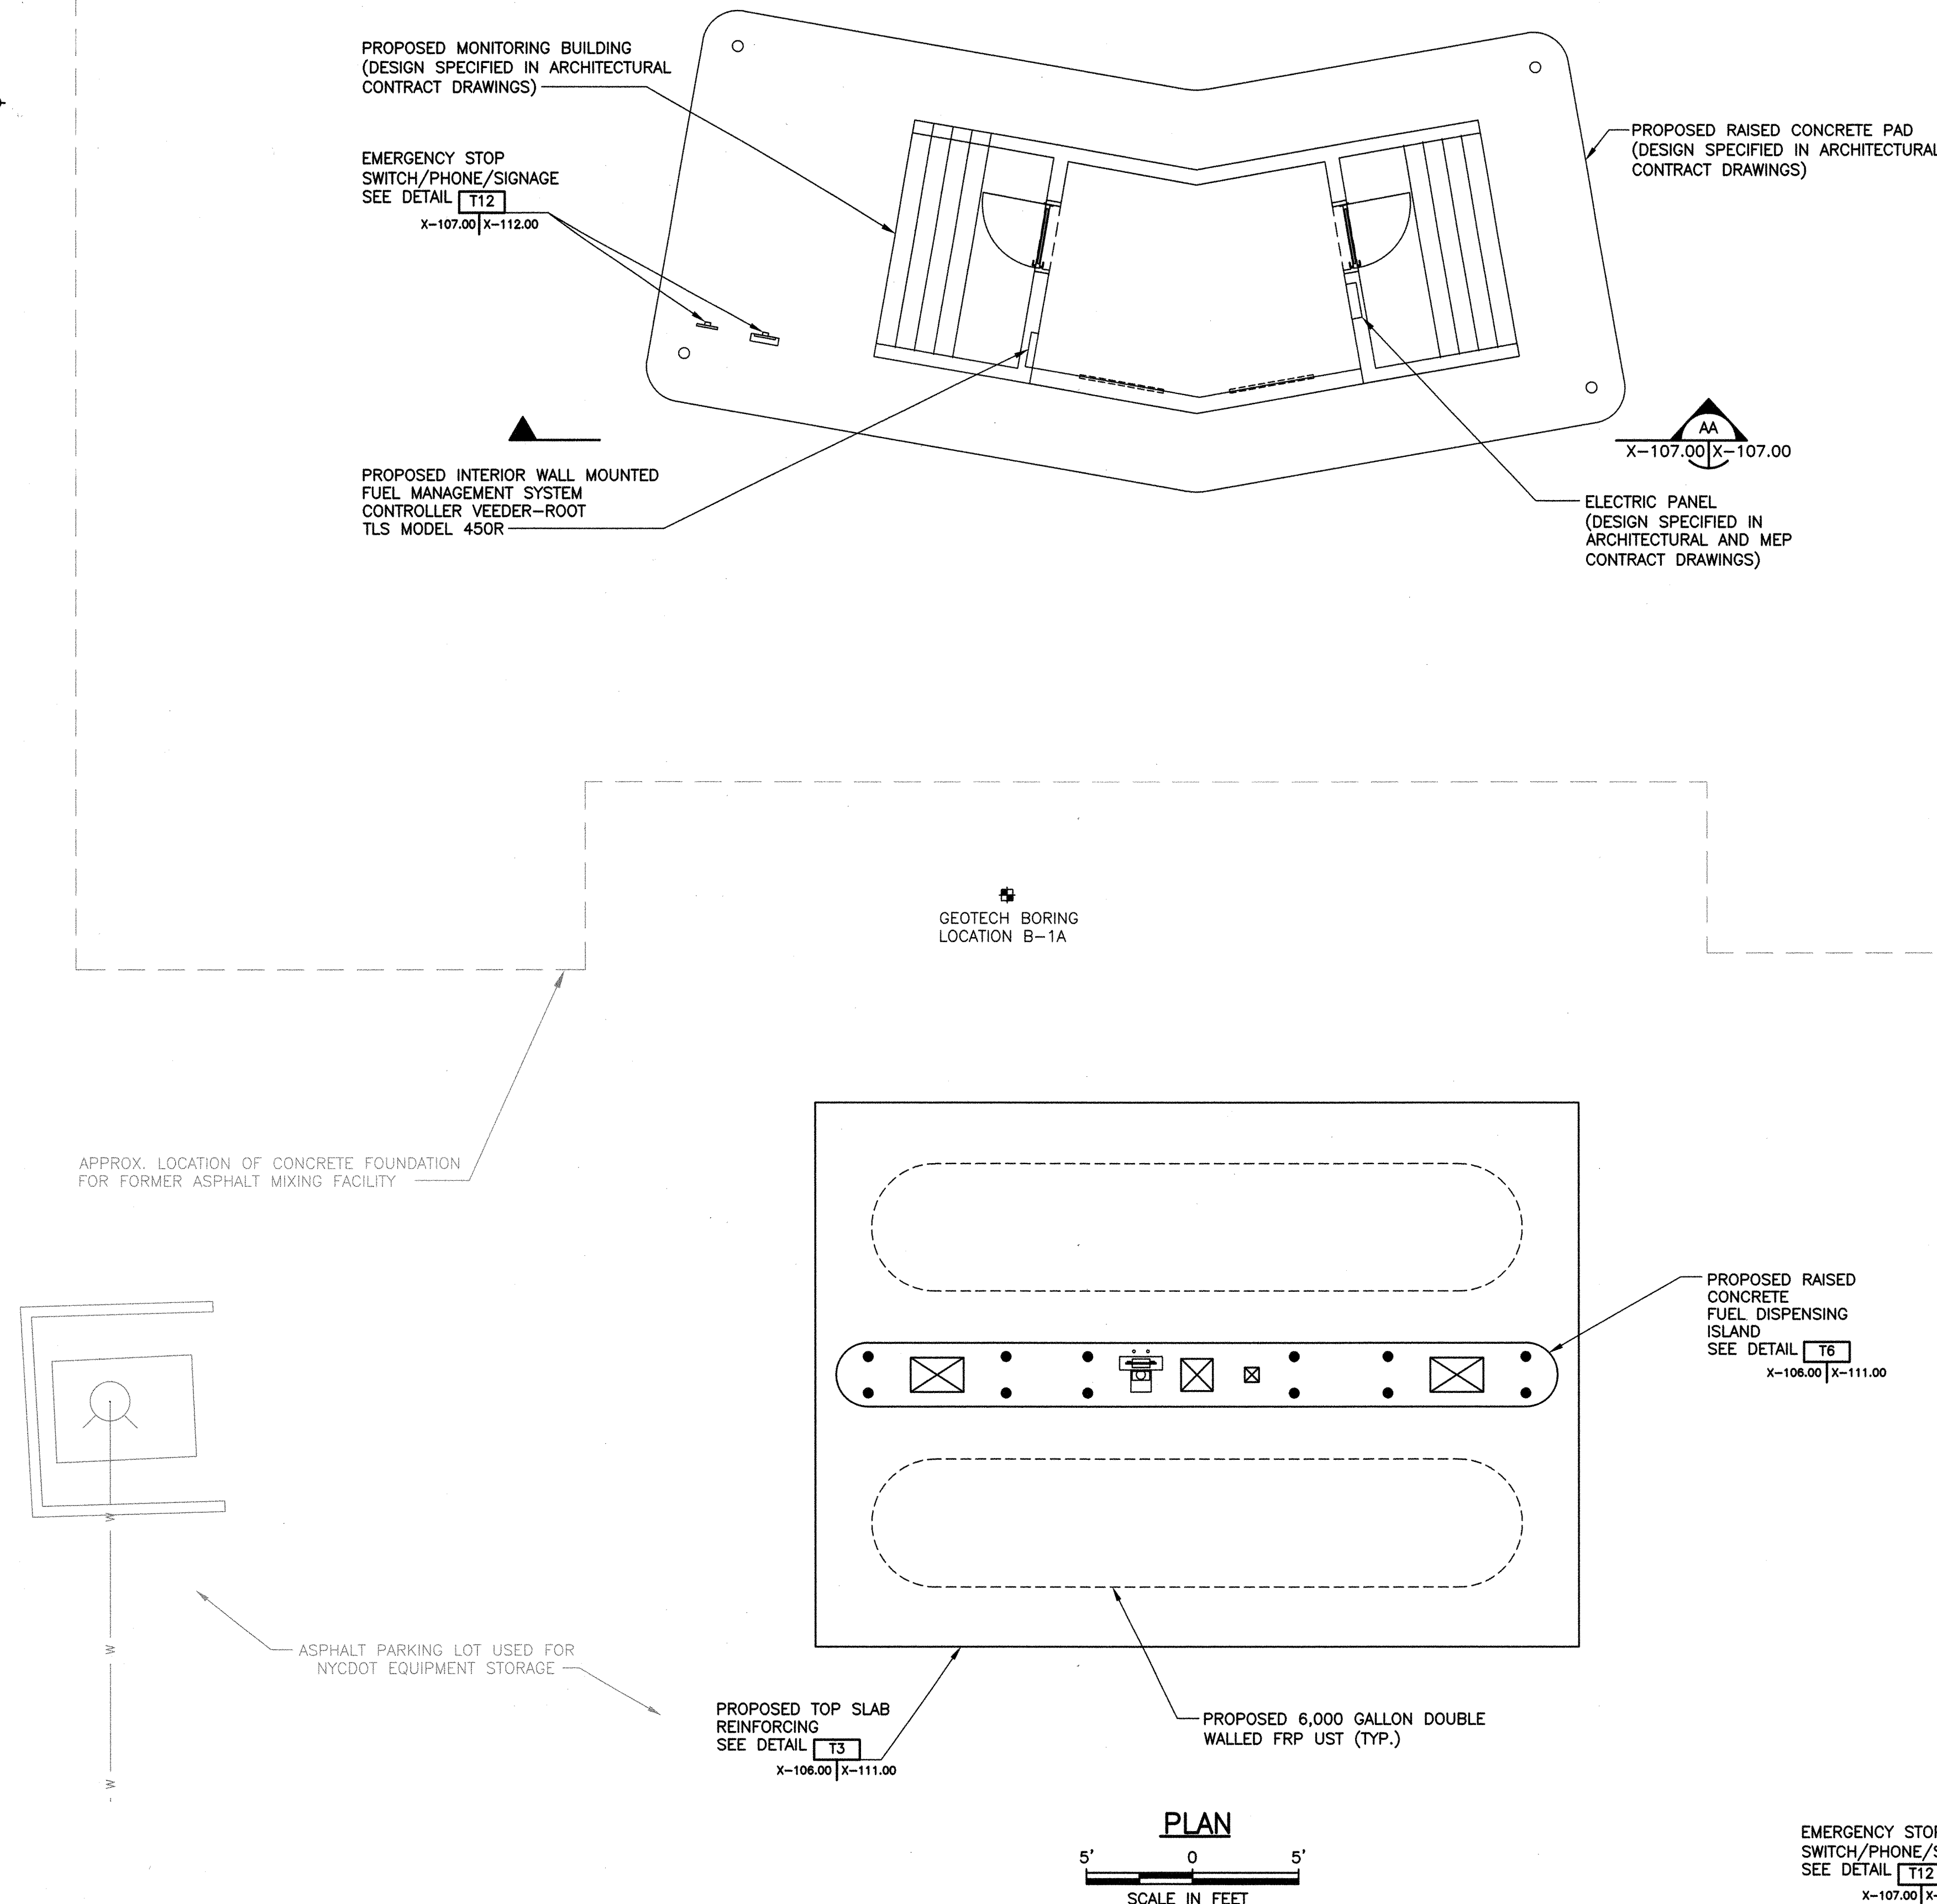 PROPOSED MONITORING BUILDING
(DESIGN SPECIFIED IN ARCHITECTURAL
CONTRACT DRAWINGS)
EMERGENCY STOP
SWITCH/PHONE/SIGNAGE
SEE DETAIL T12
X-107.00 X-112.00
PROPOSED RAISED CONCRETE PAD
(DESIGN SPECIFIED IN ARCHITECTURAL
CONTRACT DRAWINGS)
AA
X-107.00 X-107.00
PROPOSED INTERIOR WALL MOUNTED
FUEL MANAGEMENT SYSTEM
CONTROLLER VEEDER-ROOT
TLS MODEL 450R
ELECTRIC PANEL
(DESIGN SPECIFIED IN
ARCHITECTURAL AND MEP
CONTRACT DRAWINGS)
GEOTECH BORING
LOCATION B-1A
APPROX. LOCATION OF CONCRETE FOUNDATION
FOR FORMER ASPHALT MIXING FACILITY
PROPOSED RAISED
CONCRETE
FUEL DISPENSING
ISLAND
SEE DETAIL T6
X-106.00 X-111.00
W
W
W
ASPHALT PARKING LOT USED FOR
NYCDOT EQUIPMENT STORAGE
PROPOSED TOP SLAB
REINFORCING
SEE DETAIL T3
X-106.00 X-111.00
PROPOSED 6,000 GALLON DOUBLE
WALLED FRP UST (TYP.)
PLAN
5' 0 5'
SCALE IN FEET
EMERGENCY STOP
SWITCH/PHONE/S
SEE DETAIL T12
X-107.00 X-